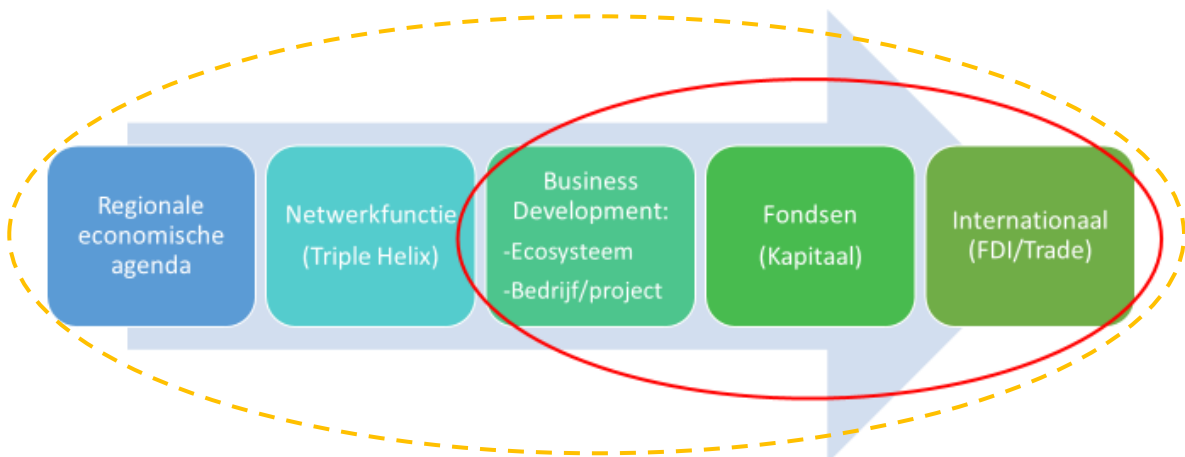 Regionale
economische
agenda
Netwerkfunctie
(Triple Helix)
Business
Development:
-Ecosysteem
-Bedrijf/project
Fondsen
(Kapitaal)
Internationaal
(FDI/Trade)